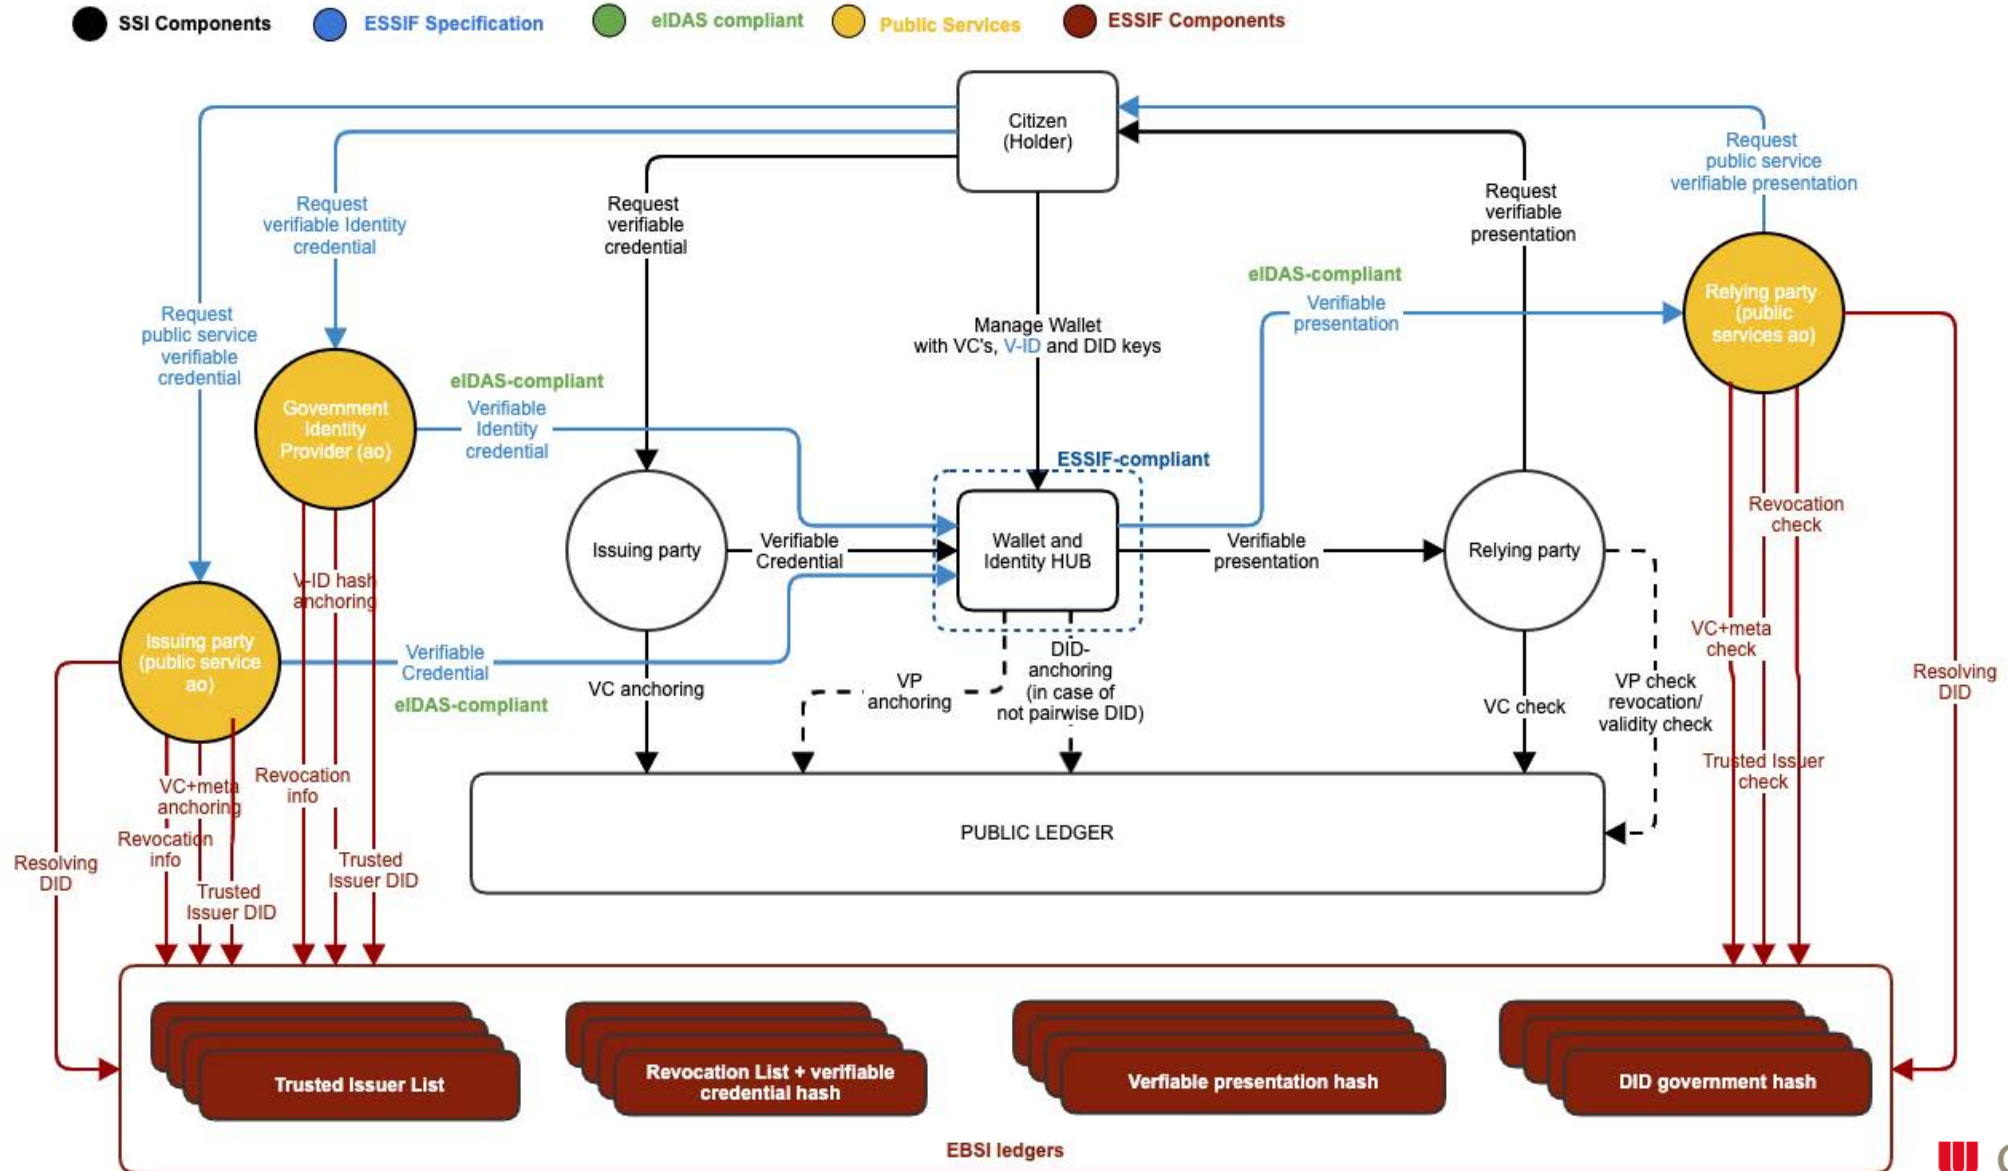 SSI Components
ESSIF Specification
eIDAS compliant
Public Services
ESSIF Components
Citizen
(Holder)
Request
public service
verifiable presentation
Request
verifiable Identity
credential
Request
verifiable
credential
Request
verifiable
presentation
Request
public service
verifiable
credential
Manage Wallet
with VC's, V-ID and DID keys
eIDAS-compliant
Verifiable
presentation
Relying party
(public
services ao)
Government
Identity
Provider (ao)
eIDAS-compliant
Verifiable
Identity
credential
ESSIF-compliant
Issuing party
Verifiable
Credential
Wallet and
Identity HUB
Verifiable
presentation
Relying party
Revocation
check
V-ID hash
anchoring
Issuing party
(public service
ao)
Verifiable
Credential
eIDAS-compliant
VC anchoring
VP
anchoring
DID-
anchoring
(in case of
not pairwise DID)
VC check
VP check
revocation/
validity check
VC+meta
check
Resolving
DID
Trusted Issuer
check
VC+meta
anchoring
Revocation
info
Revocation
info
Resolving
DID
Trusted
Issuer DID
Trusted
Issuer DID
PUBLIC LEDGER
Trusted Issuer List
Revocation List + verifiable
credential hash
Verfiable presentation hash
DID government hash
EBSI ledgers